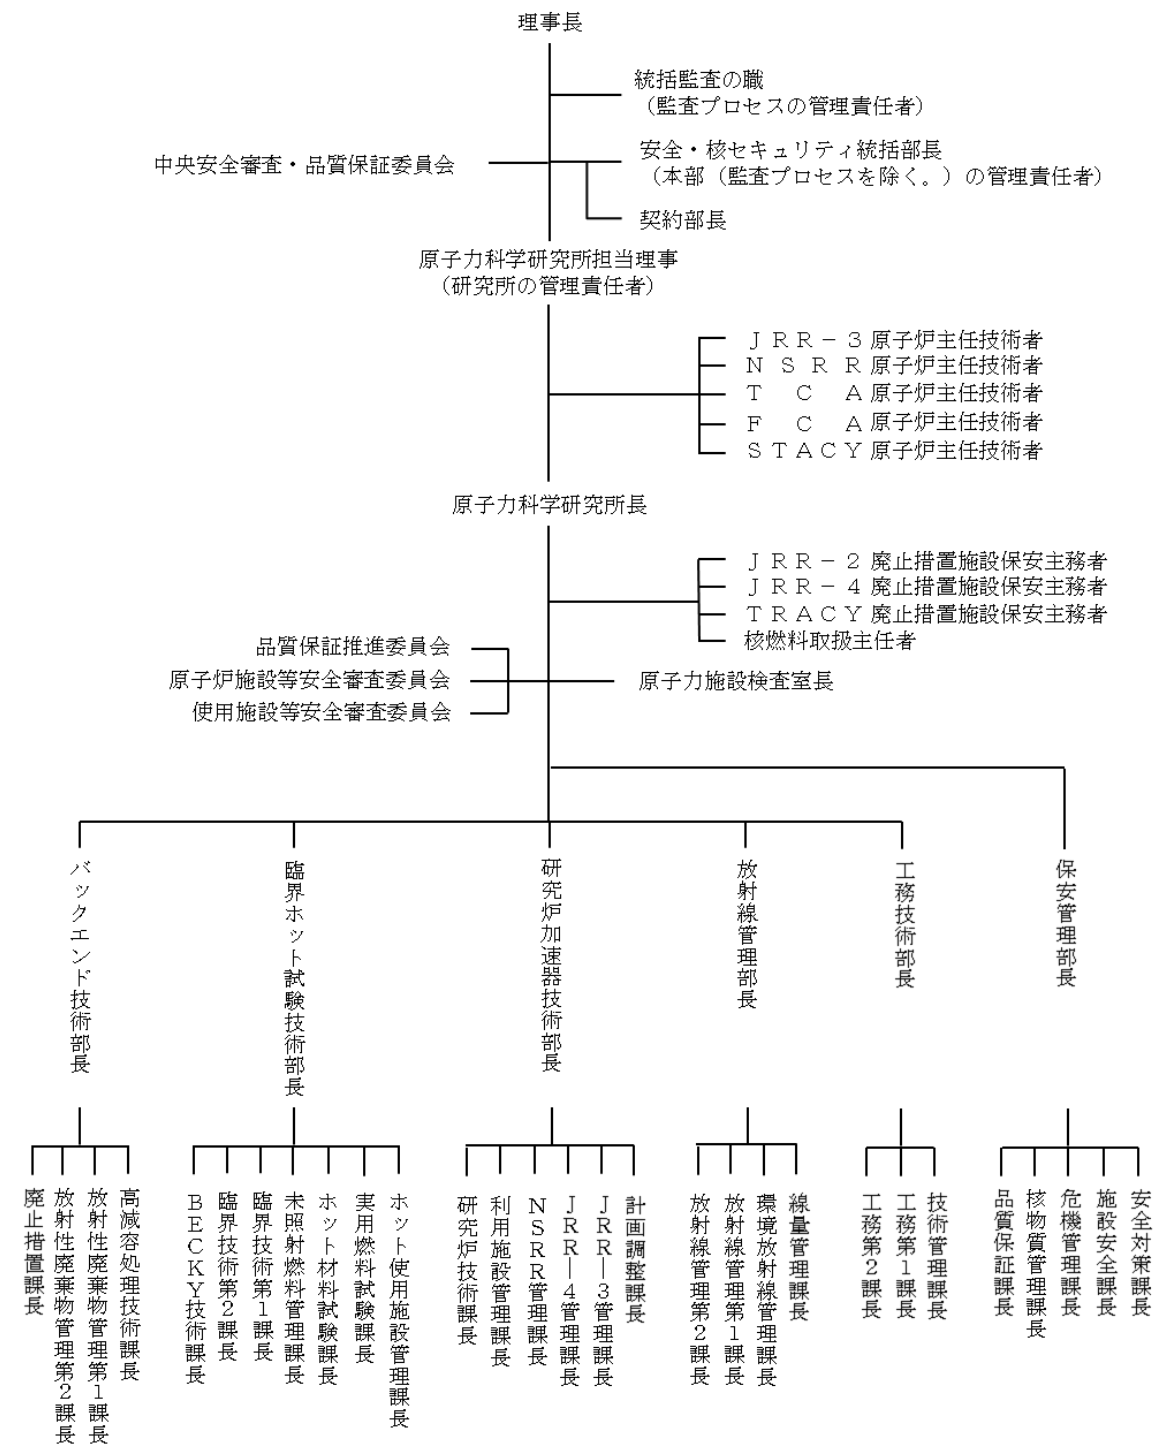 理事長
統括監査の職
（監査プロセスの管理責任者）
中央安全審査・品質保証委員会
安全・核セキュリティ統括部長
（本部（監査プロセスを除く。）の管理責任者）
契約部長
原子力科学研究所担当理事
（研究所の管理責任者）
ＪＲＲ－３原子炉主任技術者
ＮＳＲＲ原子炉主任技術者
ＴＣＡ原子炉主任技術者
ＦＣＡ原子炉主任技術者
ＳＴＡＣＹ原子炉主任技術者
原子力科学研究所長
ＪＲＲ－２廃止措置施設保安主務者
ＪＲＲ－４廃止措置施設保安主務者
ＴＲＡＣＹ廃止措置施設保安主務者
核燃料取扱主任者
品質保証推進委員会
原子炉施設等安全審査委員会
使用施設等安全審査委員会
原子力施設検査室長
バックエンド技術部長
臨界ホット試験技術部長
研究炉加速器技術部長
放射線管理部長
工務技術部長
保安管理部長
廃止措置課長
放射性廃棄物管理第２課長
放射性廃棄物管理第１課長
高減容処理技術課長
ＢＥＣＫＹ技術課長
臨界技術第２課長
臨界技術第１課長
未照射燃料管理課長
ホット材料試験課長
実用燃料試験課長
ホット使用施設管理課長
研究炉技術課長
利用施設管理課長
ＮＳＲＲ管理課長
ＪＲＲ－４管理課長
ＪＲＲ－３管理課長
計画調整課長
放射線管理第２課長
放射線管理第１課長
環境放射線管理課長
線量管理課長
工務第２課長
工務第１課長
技術管理課長
品質保証課長
核物質管理課長
危機管理課長
施設安全課長
安全対策課長